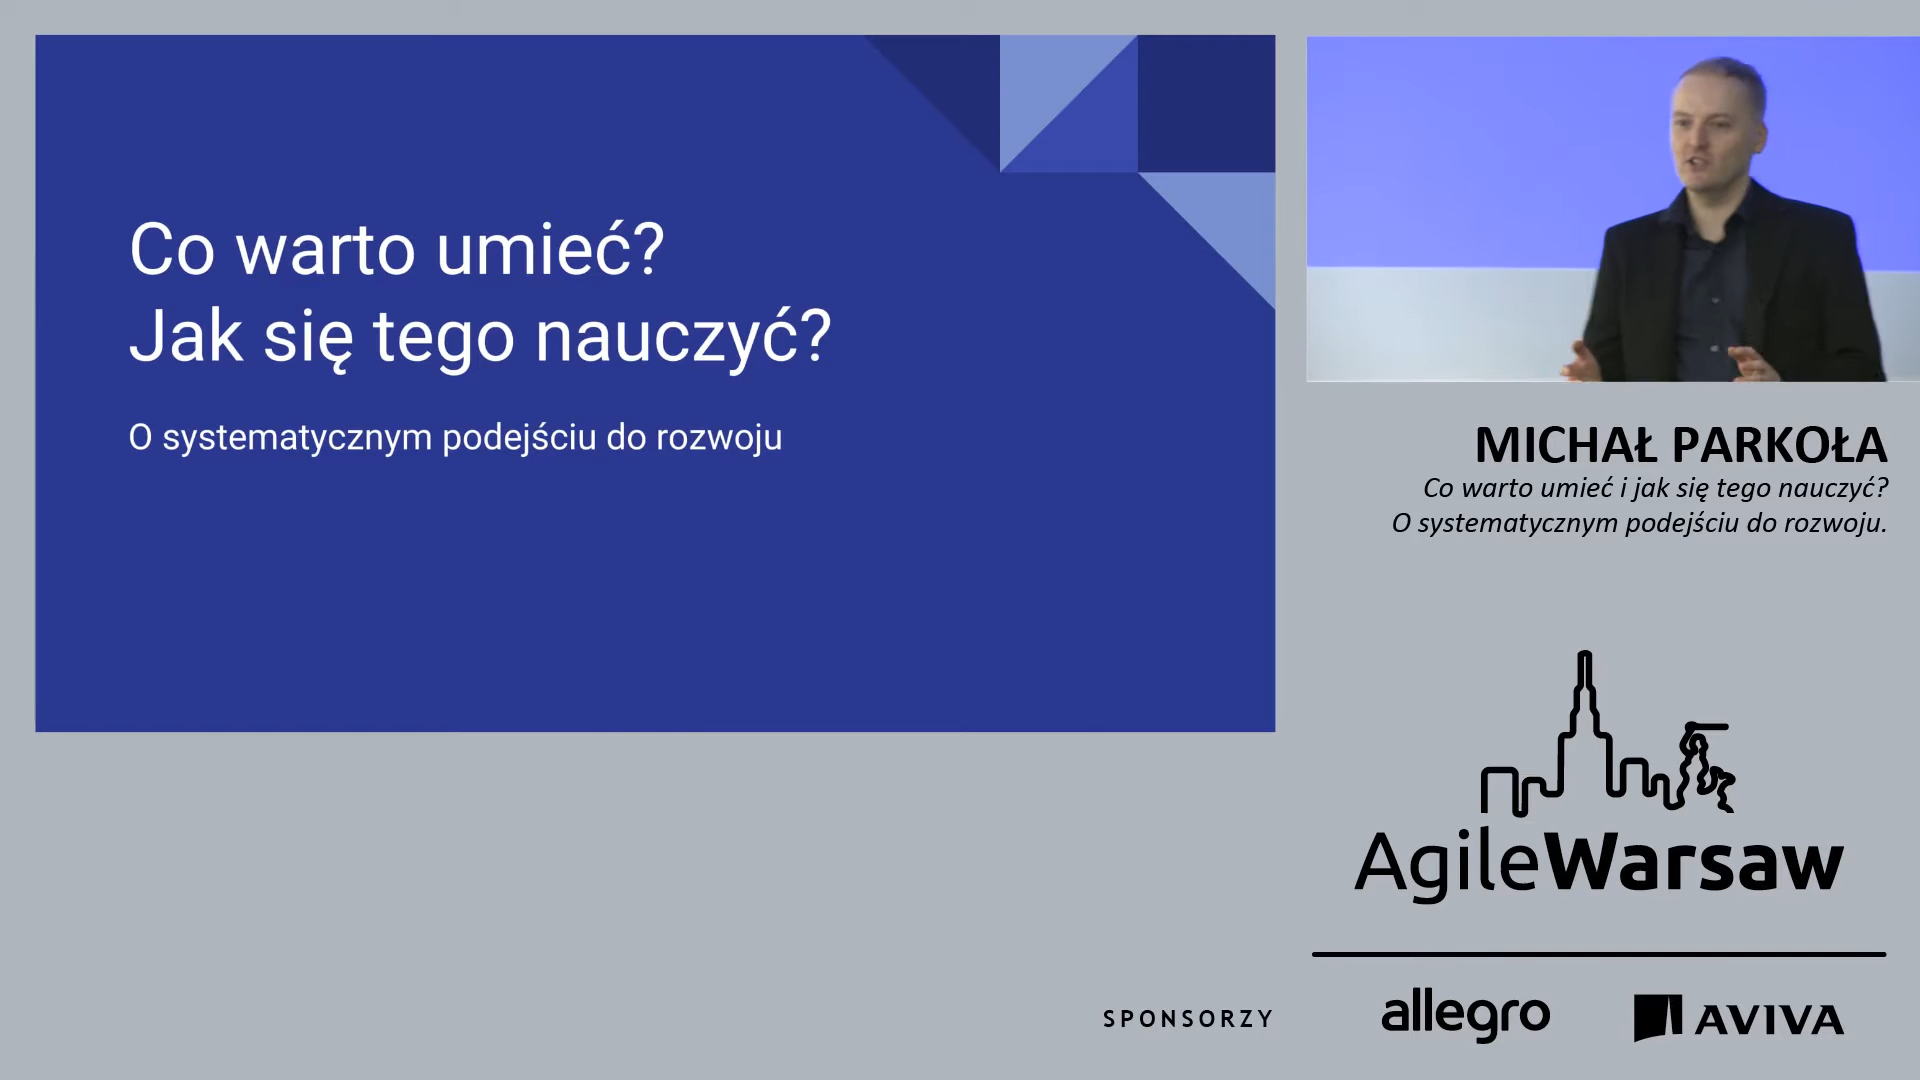 Co warto umieć?
Jak się tego nauczyć?
O systematycznym podejściu do rozwoju
MICHAŁ PARKOŁA
Co warto umieć i jak się tego nauczyć?
O systematycznym podejściu do rozwoju.
AgileWarsaw
SPONSORZY
allegro
AVIVA